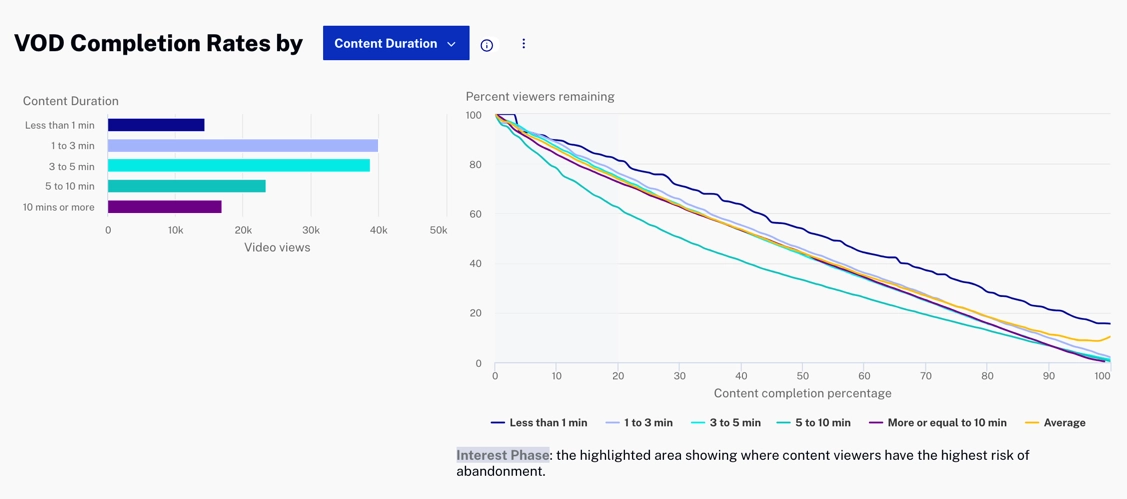 VOD Completion Rates by Content Duration
Content Duration
Less than 1 min
1 to 3 min
3 to 5 min
5 to 10 min
10 mins or more
0 10k 20k 30k 40k 50k
Video views
Percent viewers remaining
100
80
60
40
20
0
0 10 20 30 40 50 60 70 80 90 100
Content completion percentage
Less than 1 min 1 to 3 min 3 to 5 min 5 to 10 min More or equal to 10 min Average
Interest Phase: the highlighted area showing where content viewers have the highest risk of
abandonment.